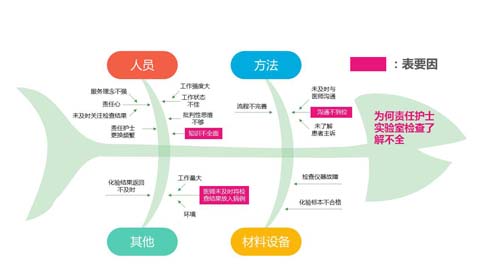 人员
方法
：表要因
服务理念不强
责任心
未及时关注检查结果
责任护士
更换频繁
工作强度大
工作状态
不佳
批判性思维
不够
培训不全面
流程不完善
未及时与
医师沟通
沟通不到位
未了解
患者主诉
为何责任护士
实验室检查了
解不全
化验结果返回
不及时
工作量大
医师未及时将检
查结果放入病例
环境
检查仪器故障
化验标本不合格
其他
材料设备